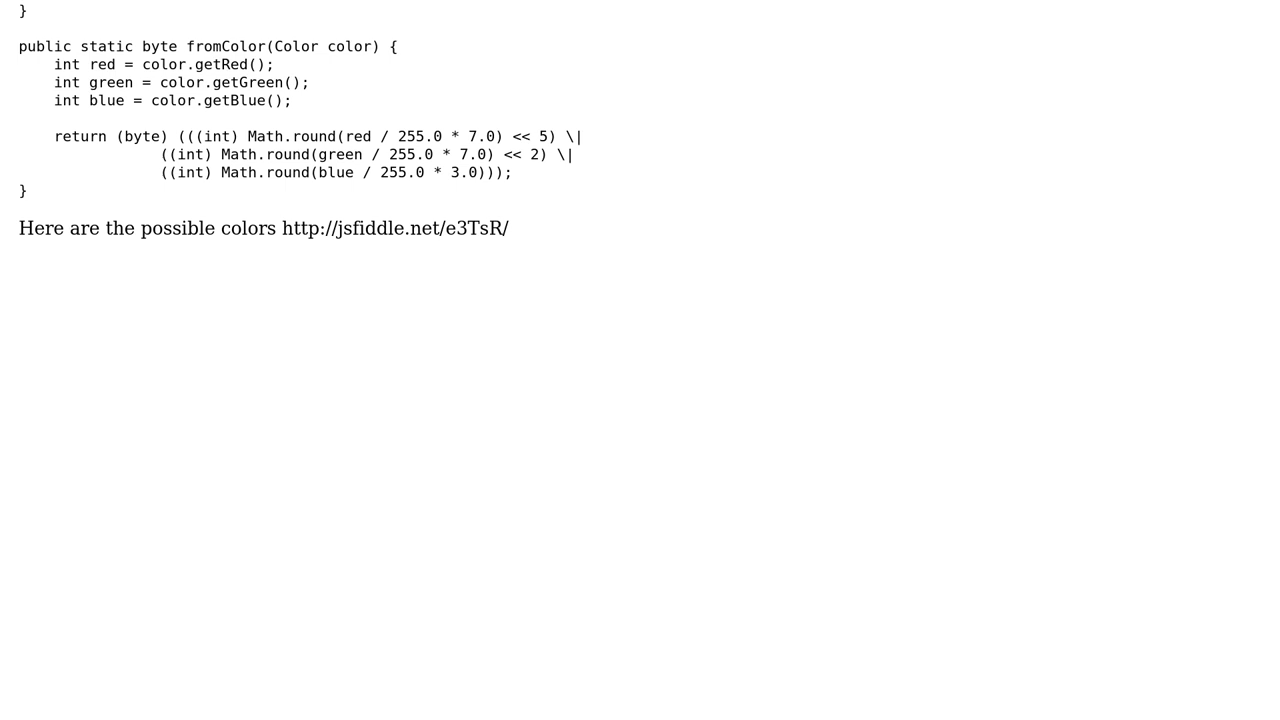 }

public static byte fromColor(Color color) {
    int red = color.getRed();
    int green = color.getGreen();
    int blue = color.getBlue();

    return (byte) (((int) Math.round(red / 255.0 * 7.0) << 5) \|
                ((int) Math.round(green / 255.0 * 7.0) << 2) \|
                ((int) Math.round(blue / 255.0 * 3.0)));
}
Here are the possible colors http://jsfiddle.net/e3TsR/